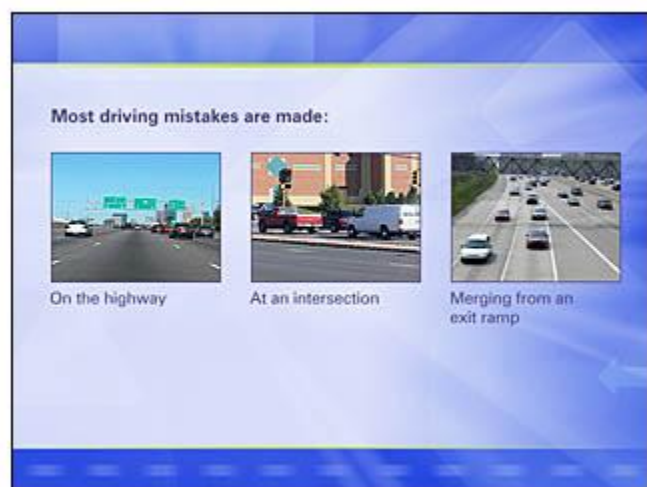 Most driving mistakes are made:
On the highway
At an intersection
Merging from an
exit ramp